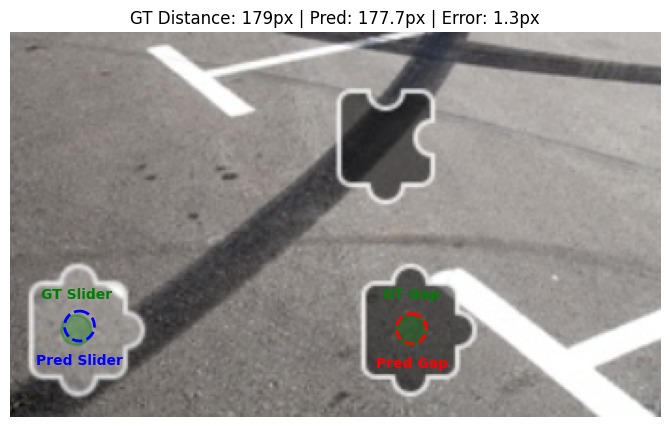 GT Distance: 179px | Pred: 177.7px | Error: 1.3px
GT Slider
GT Gap
Pred Slider
Pred Gap